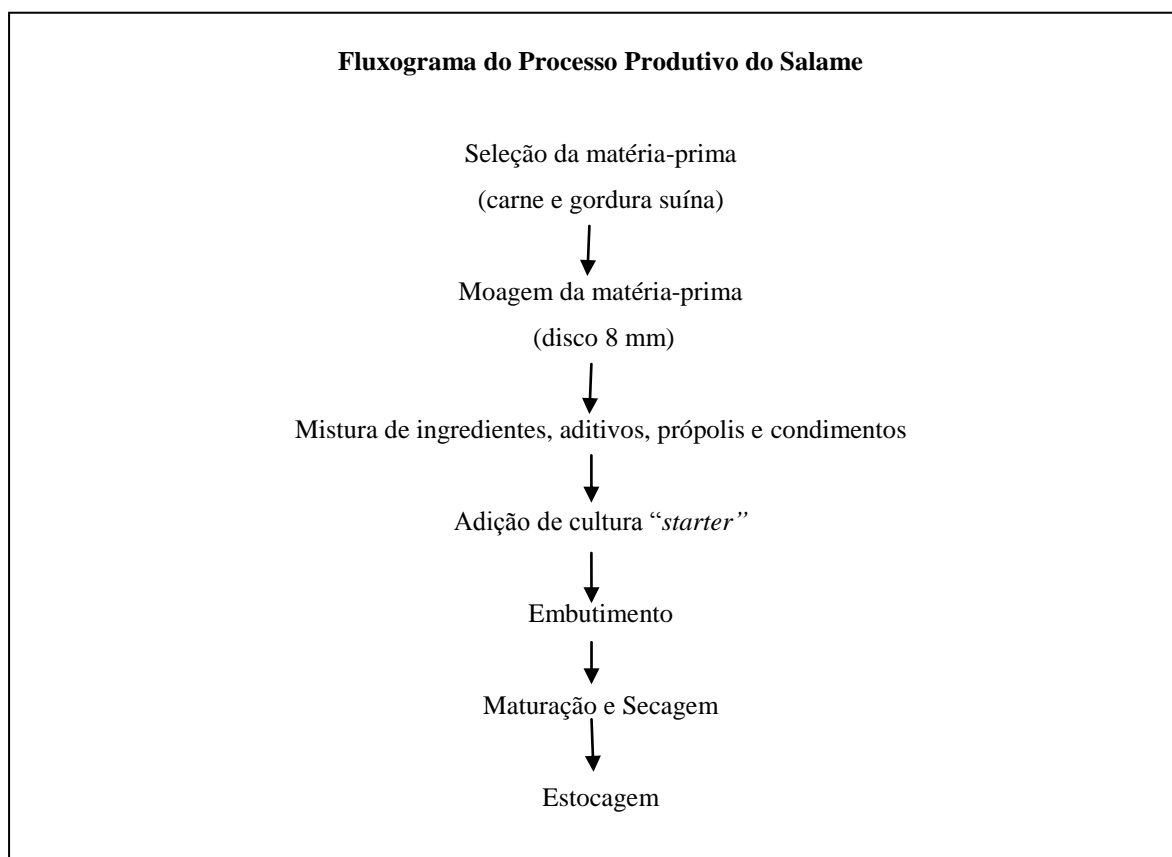 Fluxograma do Processo Produtivo do Salame
Seleção da matéria-prima
(carne e gordura suína)
Moagem da matéria-prima
(disco 8 mm)
Mistura de ingredientes, aditivos, própolis e condimentos
Adição de cultura “starter”
Embutimento
Maturação e Secagem
Estocagem